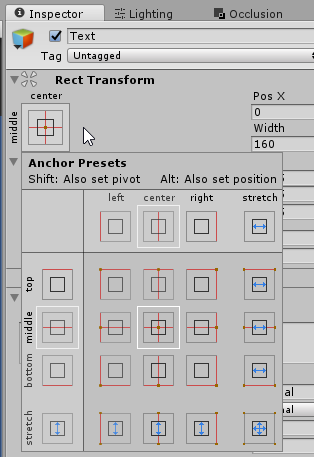 Inspector Lighting Occlusion
Text
Tag Untagged
Rect Transform
center
middle
Pos X
0
Width
160
Anchor Presets
Shift: Also set pivot Alt: Also set position
left center right stretch
top
middle
bottom
stretch